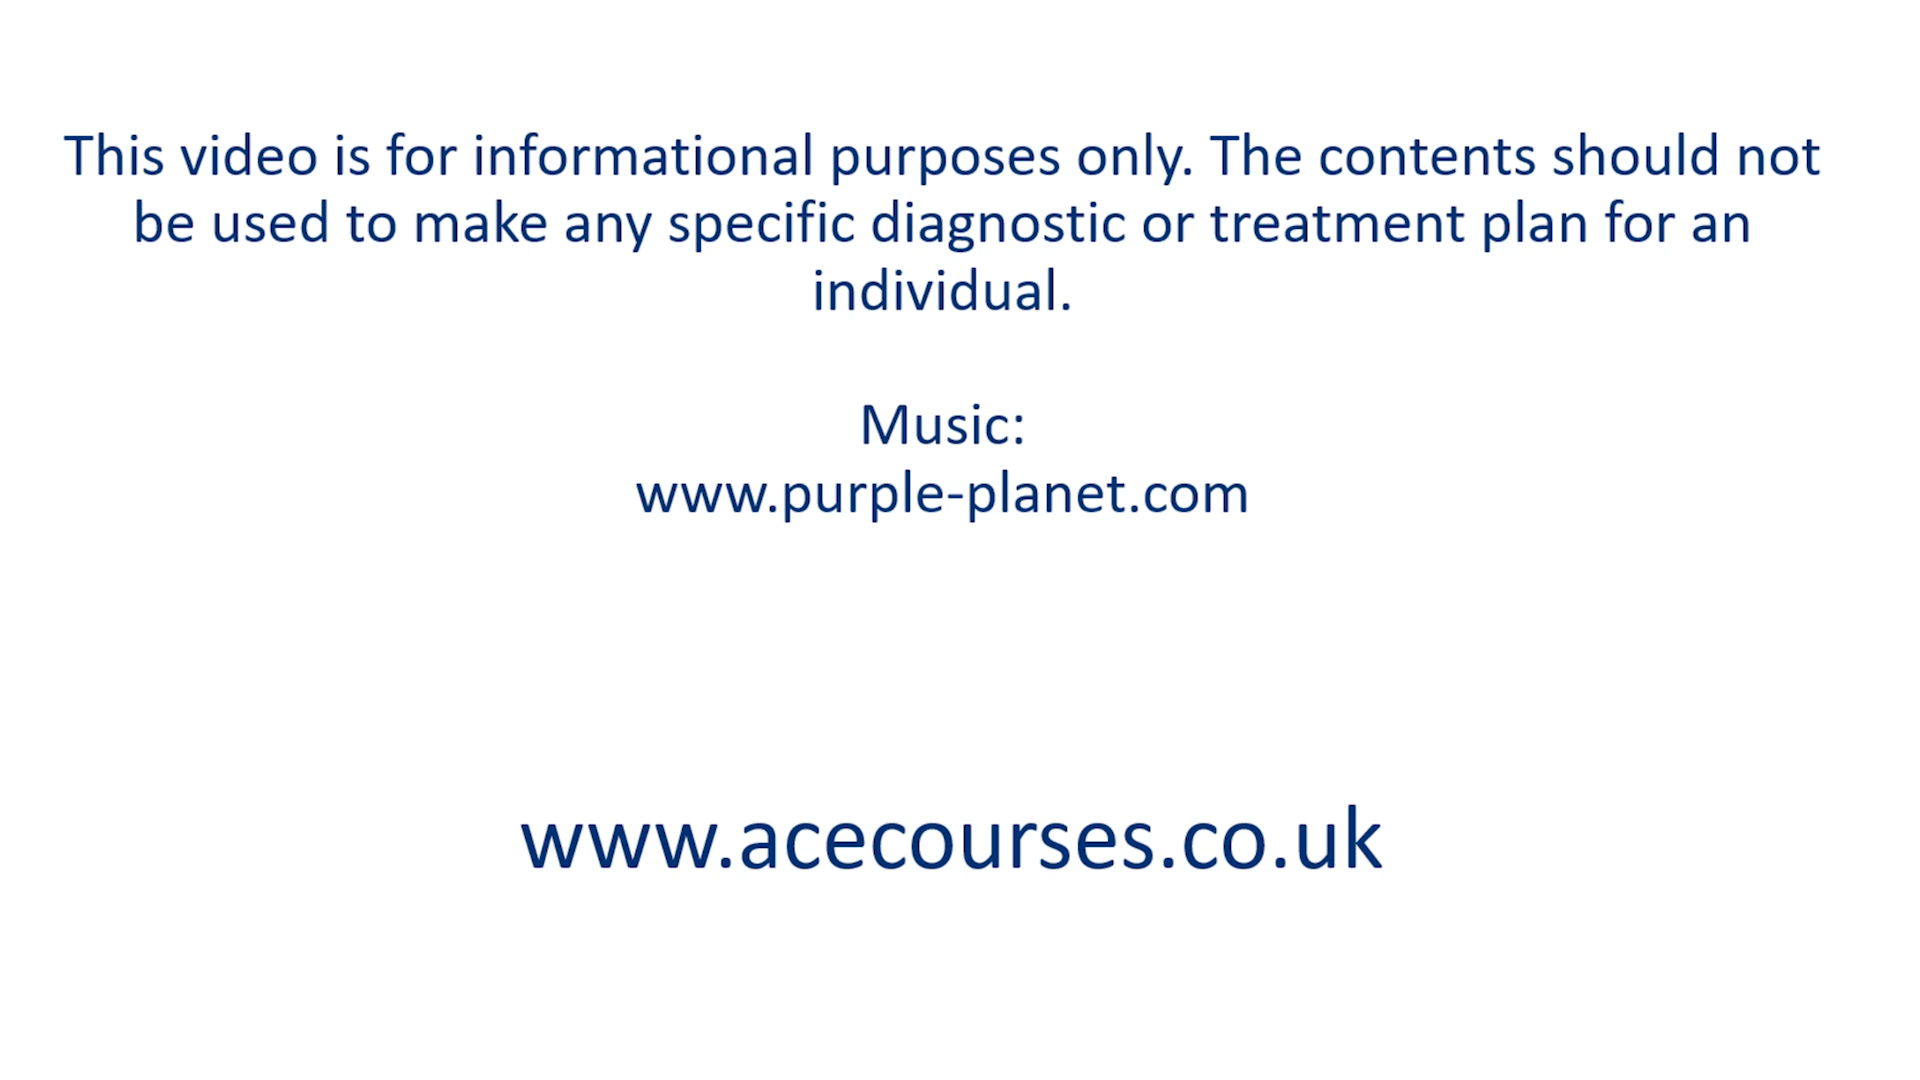 This video is for informational purposes only. The contents should not
be used to make any specific diagnostic or treatment plan for an
individual.
Music:
www.purple-planet.com
www.acecourses.co.uk